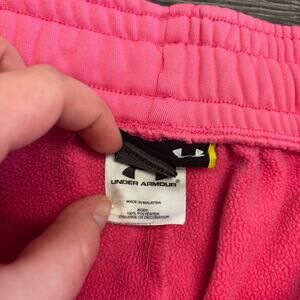 UNDER ARMOUR
MADE IN MALAYSIA
BODY:
100% POLYESTER
EXCLUSIVE OF DECORATION